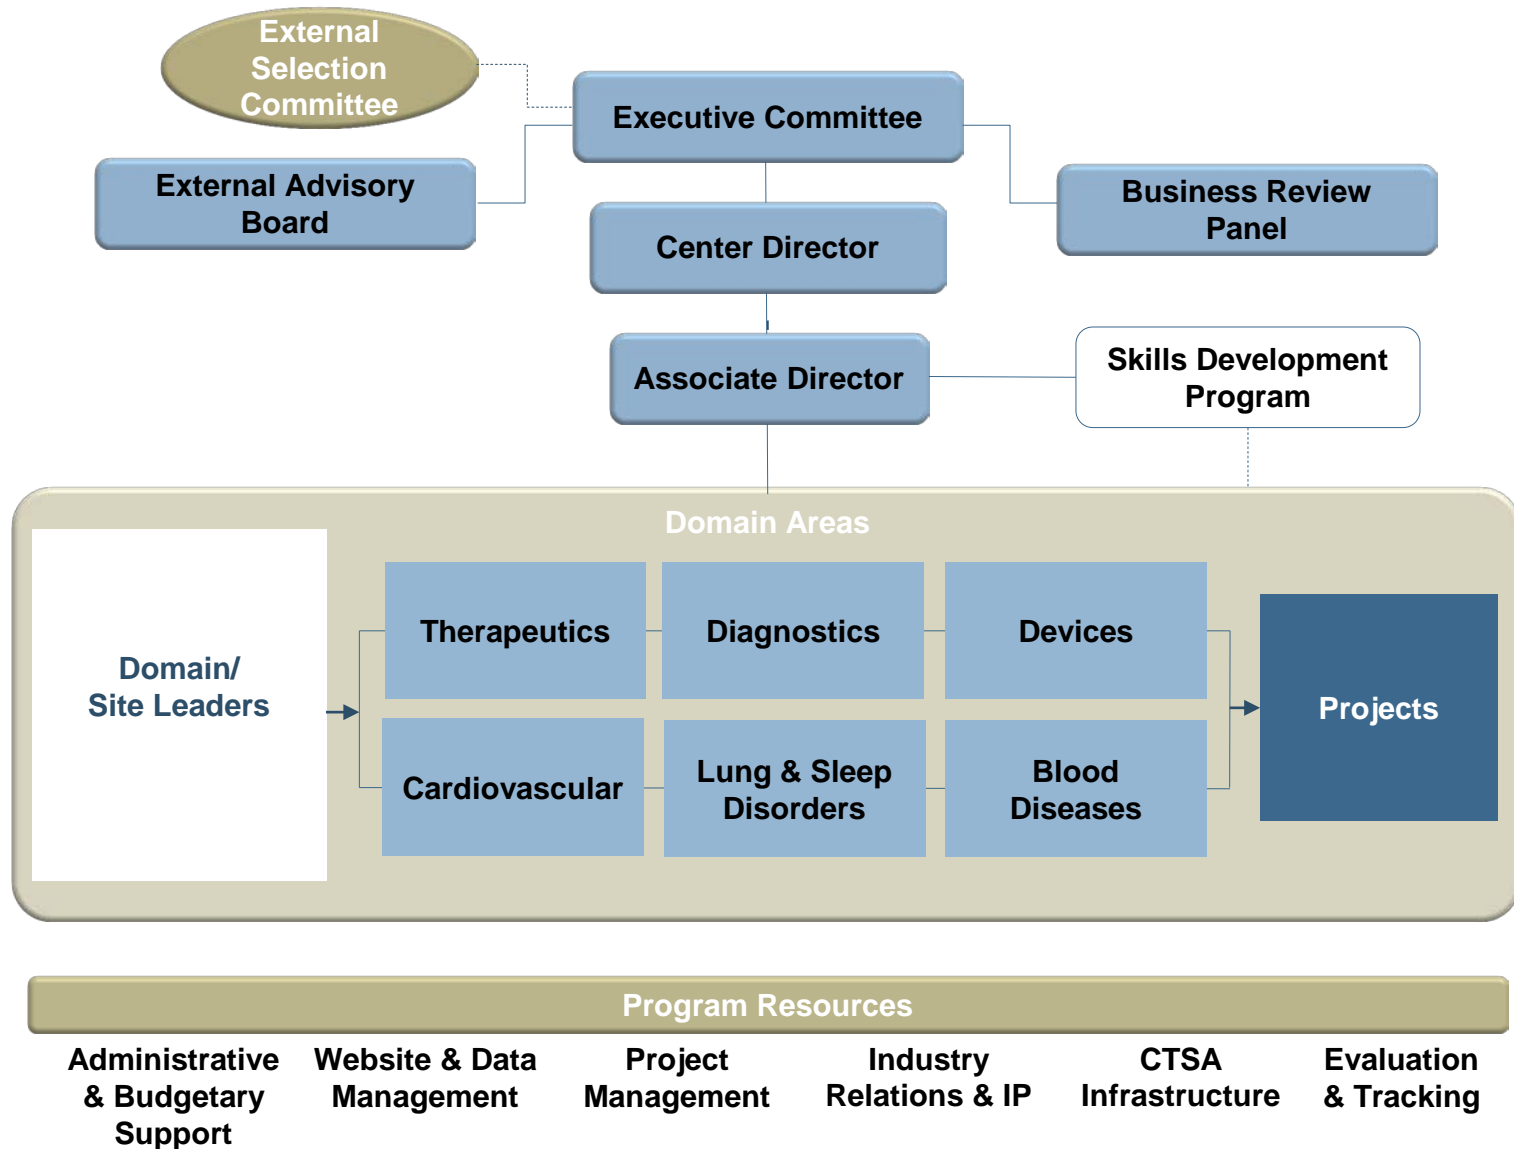 External
Selection
Committee
Executive Committee
External Advisory
Board
Business Review
Panel
Center Director
Associate Director
Skills Development
Program
Domain Areas
Domain/
Site Leaders
Therapeutics
Diagnostics
Devices
Cardiovascular
Lung & Sleep
Disorders
Blood
Diseases
Projects
Program Resources
Administrative
& Budgetary
Support
Website & Data
Management
Project
Management
Industry
Relations & IP
CTSA
Infrastructure
Evaluation
& Tracking